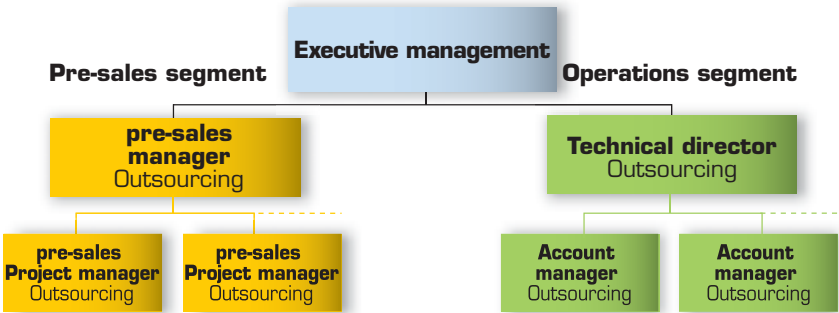 Executive management
Pre-sales segment
Operations segment
pre-sales
manager
Outsourcing
Technical director
Outsourcing
pre-sales
Project manager
Outsourcing
pre-sales
Project manager
Outsourcing
Account
manager
Outsourcing
Account
manager
Outsourcing